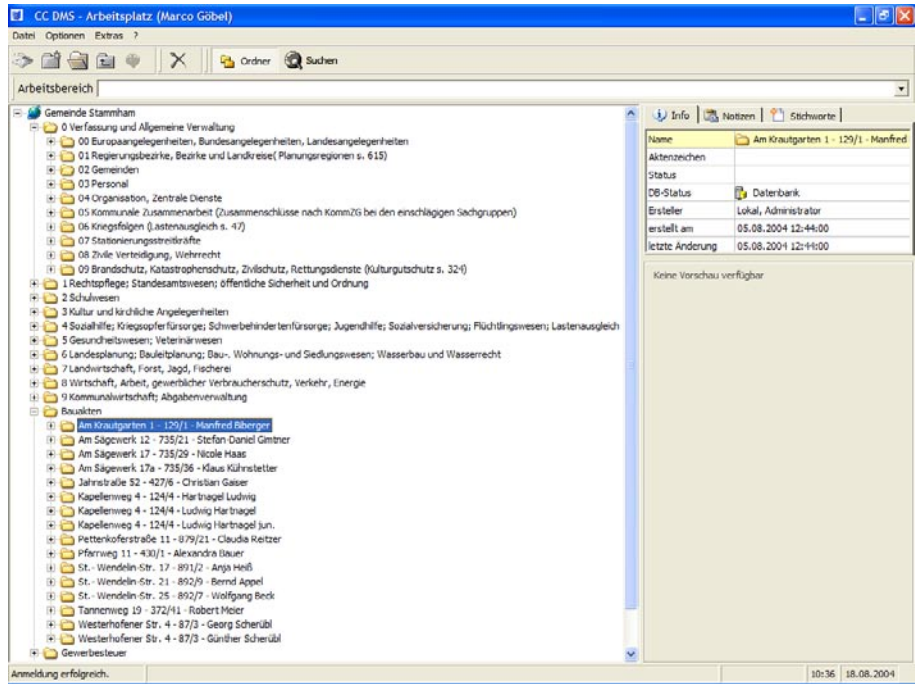 CC DMS - Arbeitsplatz (Marco Göbel)
Datei Optionen Extras ?
Ordner Suchen
Arbeitsbereich
Gemeinde Stammham
0 Verfassung und Allgemeine Verwaltung
00 Europaangelegenheiten, Bundesangelegenheiten, Landesangelegenheiten
01 Regierungsbezirke, Bezirke und Landkreise( Planungsregionen s. 615)
02 Gemeinden
03 Personal
04 Organisation, Zentrale Dienste
05 Kommunale Zusammenarbeit (Zusammenschlüsse nach KommZG bei den einschlägigen Sachgruppen)
06 Kriegsfolgen (Lastenausgleich s. 47)
07 Stationierungsstreitkräfte
08 Zivile Verteidigung, Wehrrecht
09 Brandschutz, Katastrophenschutz, Zivilschutz, Rettungsdienste (Kulturgutschutz s. 324)
1 Rechtspflege; Standesamtswesen; öffentliche Sicherheit und Ordnung
2 Schulwesen
3 Kultur und kirchliche Angelegenheiten
4 Sozialhilfe; Kriegsopferfürsorge; Schwerbehindertenfürsorge; Jugendhilfe; Sozialversicherung; Flüchtlingswesen; Lastenausgleich
5 Gesundheitswesen; Veterinärwesen
6 Landesplanung; Bauleitplanung; Bau-. Wohnungs- und Siedlungswesen; Wasserbau und Wasserrecht
7 Landwirtschaft, Forst, Jagd, Fischerei
8 Wirtschaft, Arbeit, gewerblicher Verbraucherschutz, Verkehr, Energie
9 Kommunalwirtschaft; Abgabenverwaltung
Bauakten
Am Krautgarten 1 - 129/1 - Manfred Biberger
Am Sägewerk 12 - 735/21 - Stefan-Daniel Gimtner
Am Sägewerk 17 - 735/29 - Nicole Haas
Am Sägewerk 17a - 735/36 - Klaus Kühnstetter
Jahnstraße 52 - 427/6 - Christian Gaiser
Kapellenweg 4 - 124/4 - Hartnagel Ludwig
Kapellenweg 4 - 124/4 - Ludwig Hartnagel
Kapellenweg 4 - 124/4 - Ludwig Hartnagel jun.
Pettenkoferstraße 11 - 879/21 - Claudia Reitzer
Pfarrweg 11 - 430/1 - Alexandra Bauer
St.- Wendelin-Str. 17 - 891/2 - Anja Heiß
St.- Wendelin-Str. 21 - 892/9 - Bernd Appel
St.- Wendelin-Str. 25 - 892/7 - Wolfgang Beck
Tannenweg 19 - 372/41 - Robert Meier
Westerhofener Str. 4 - 87/3 - Georg Scherübl
Westerhofener Str. 4 - 87/3 - Günther Scherübl
Gewerbesteuer
Info Notizen Stichworte
Name Am Krautgarten 1 - 129/1 - Manfred
Aktenzeichen
Status
DB-Status Datenbank
Ersteller Lokal, Administrator
erstellt am 05.08.2004 12:44:00
letzte Änderung 05.08.2004 12:44:00
Keine Vorschau verfügbar
Anmeldung erfolgreich. 10:36 18.08.2004